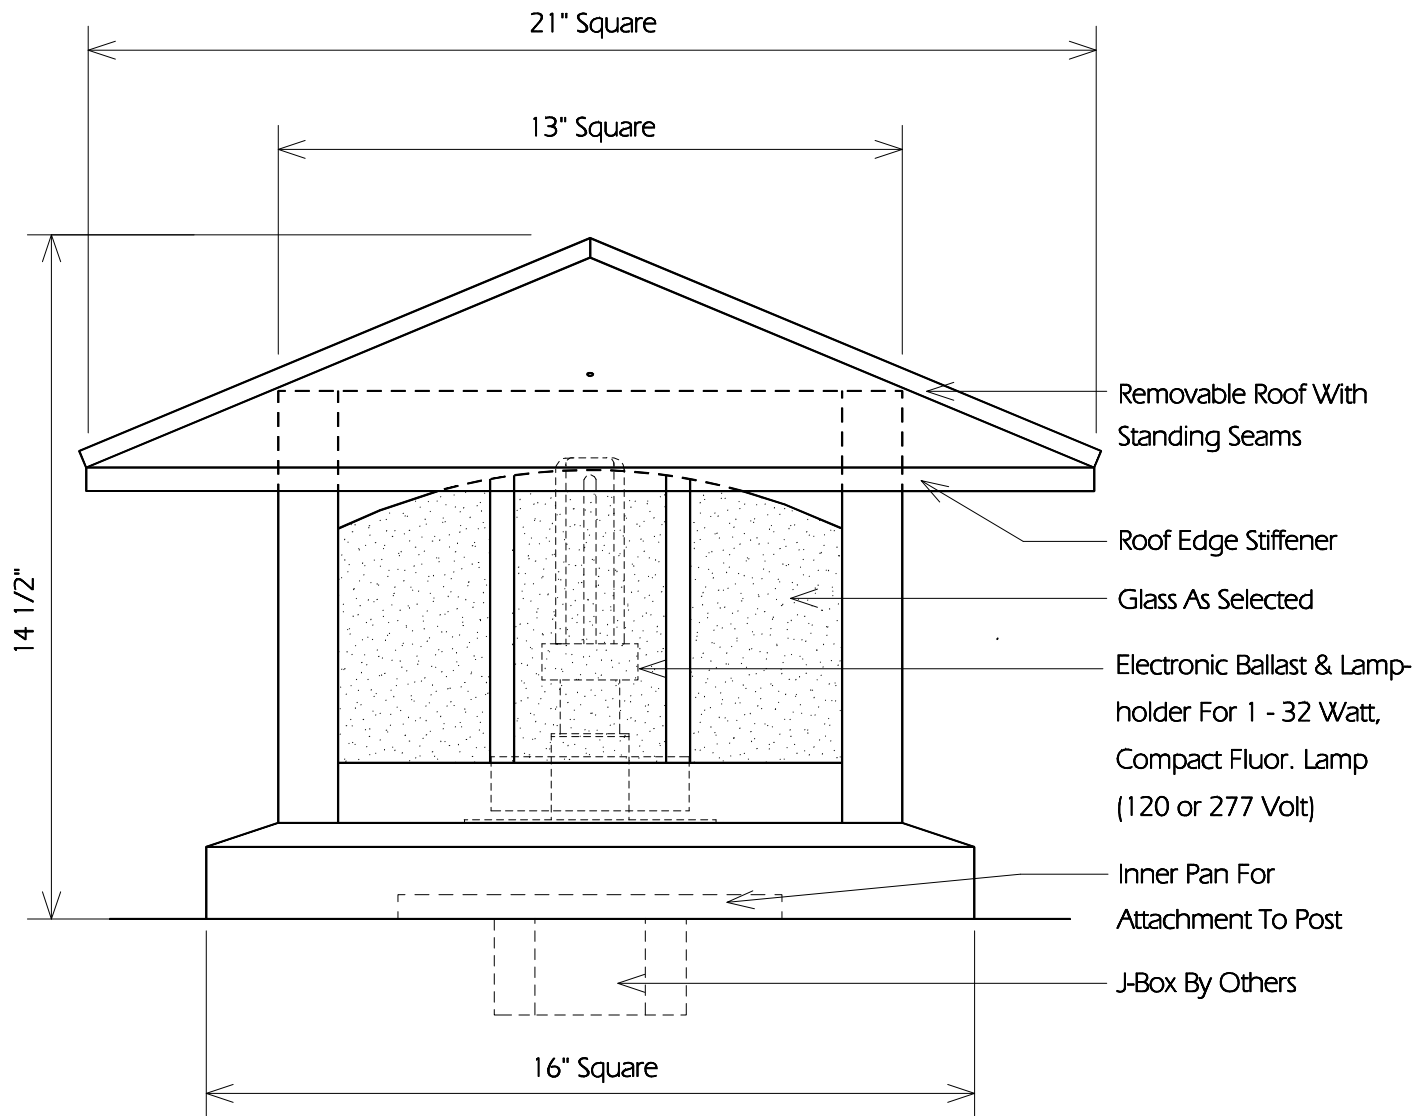 21" Square
13" Square
14 1/2"
Removable Roof With
Standing Seams
Roof Edge Stiffener
Glass As Selected
Electronic Ballast & Lamp-
holder For 1 - 32 Watt,
Compact Fluor. Lamp
(120 or 277 Volt)
Inner Pan For
Attachment To Post
J-Box By Others
16" Square